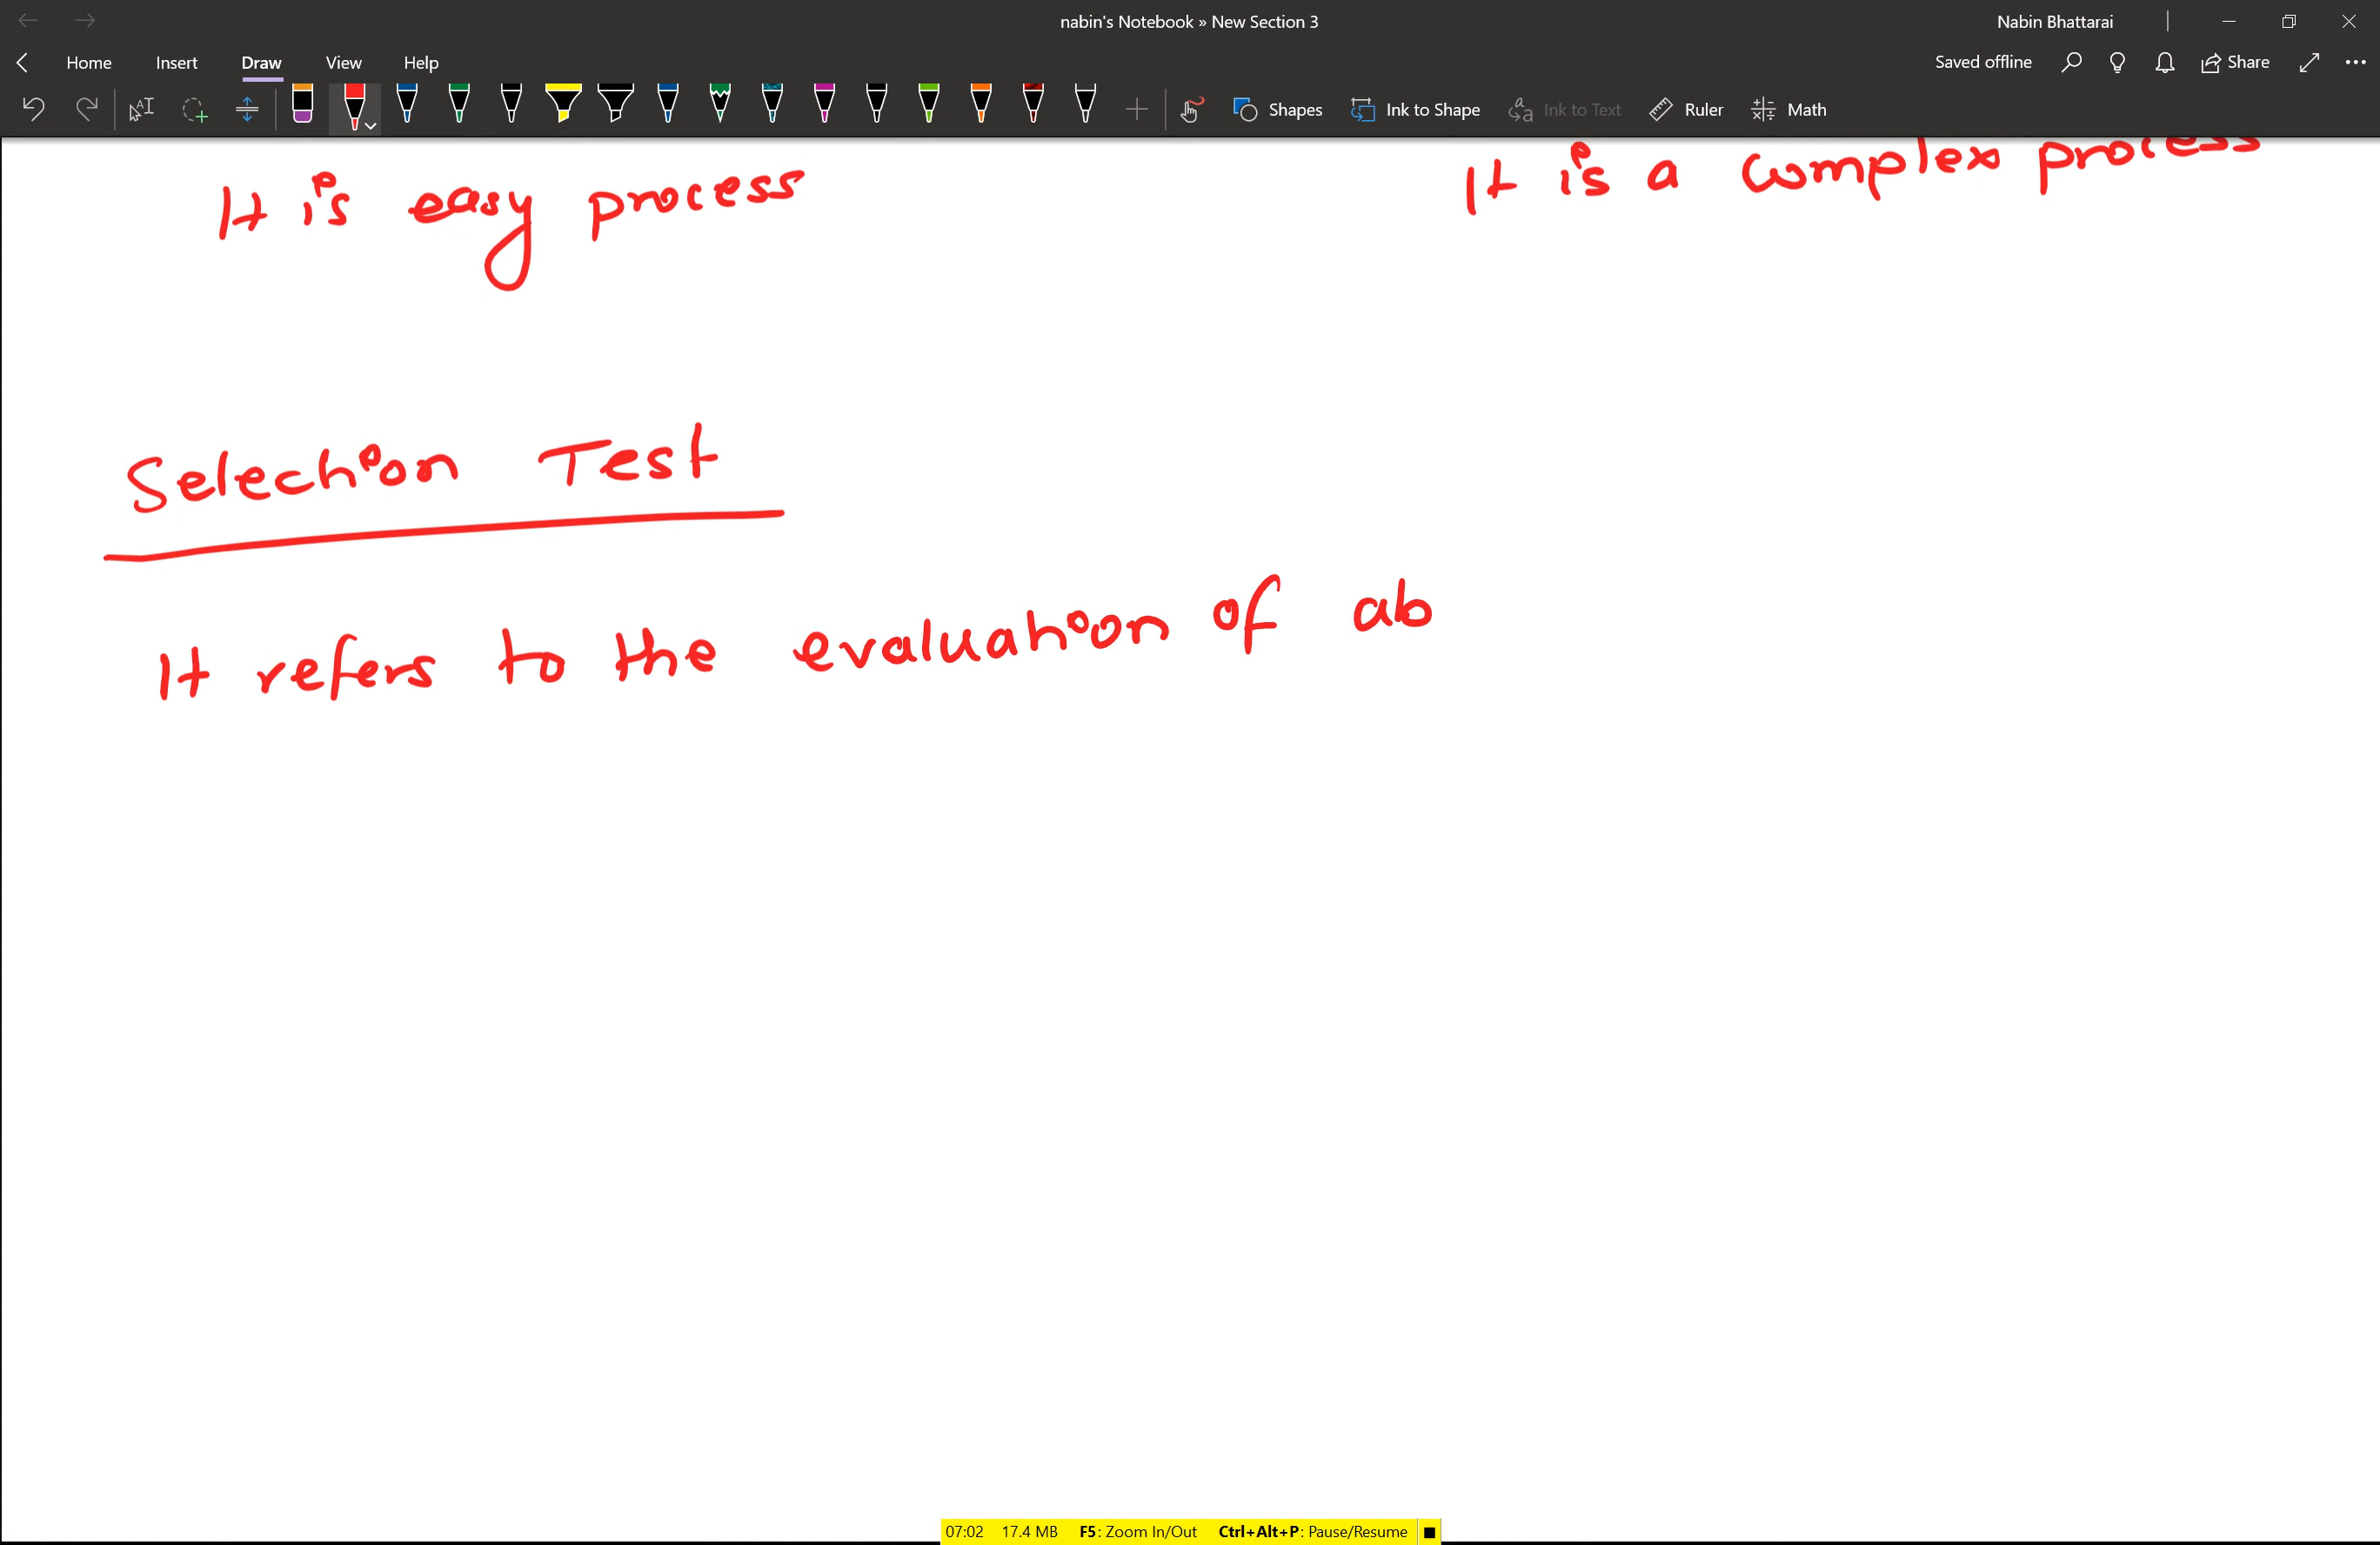 nabin's Notebook » New Section 3
Nabin Bhattarai
Home Insert Draw View Help
Saved offline Share
Shapes Ink to Shape Ink to Text Ruler Math
It is easy process
It is a complex process
Selection Test
It refers to the evaluation of ab
07:02 17.4 MB F5: Zoom In/Out Ctrl+Alt+P: Pause/Resume